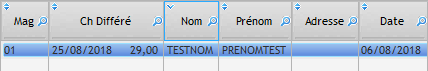 Mag Ch Différé Nom Prénom Adresse Date
01 25/08/2018 29,00 TESTNOM PRENOMTEST 06/08/2018